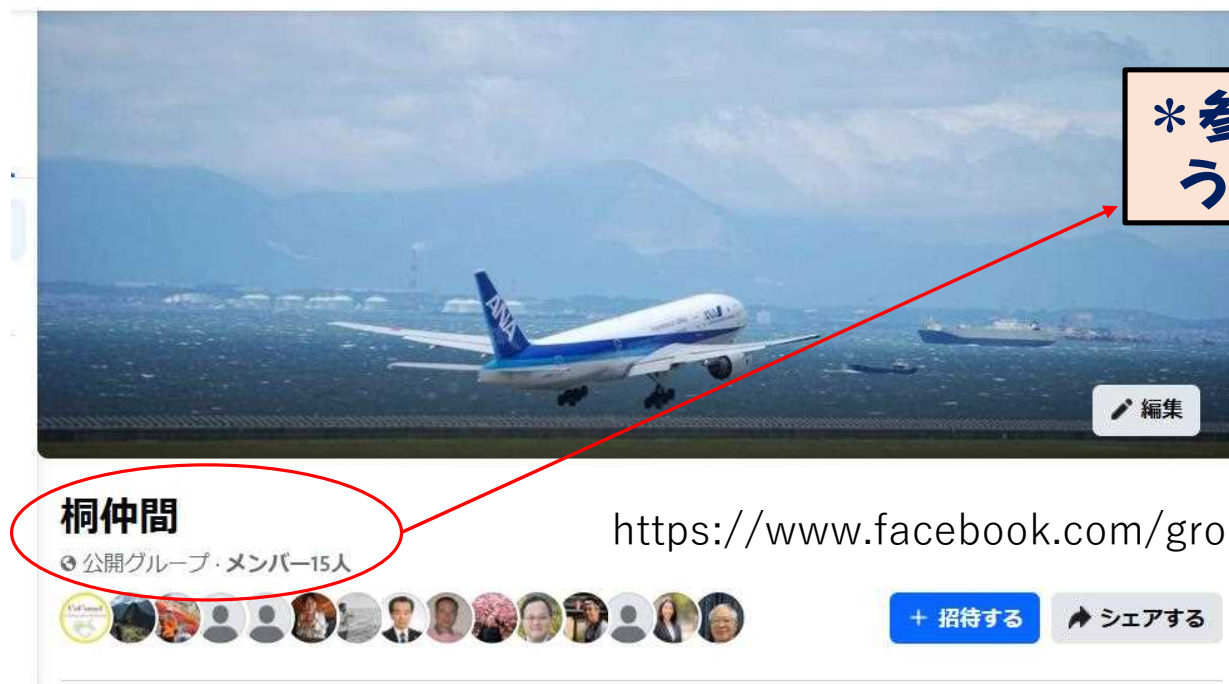 *参
う
ANA
ANA
編集
桐仲間
公開グループ・メンバー15人
https://www.facebook.com/gro
+ 招待する
シェアする